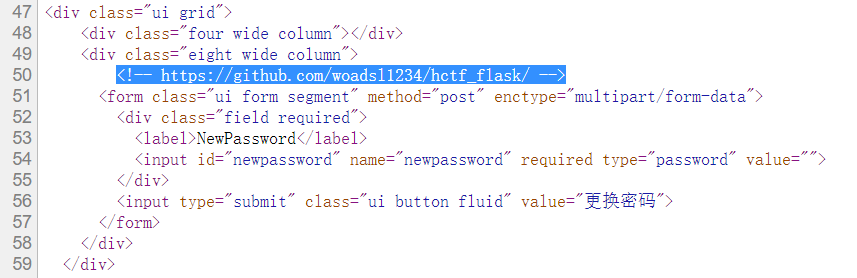 47 <div class="ui grid">
48 <div class="four wide column"></div>
49 <div class="eight wide column">
50 <!-- https://github.com/woadsl1234/hctf_flask/ -->
51 <form class="ui form segment" method="post" enctype="multipart/form-data">
52 <div class="field required">
53 <label>NewPassword</label>
54 <input id="newpassword" name="newpassword" required type="password" value="">
55 </div>
56 <input type="submit" class="ui button fluid" value="更换密码">
57 </form>
58 </div>
59 </div>